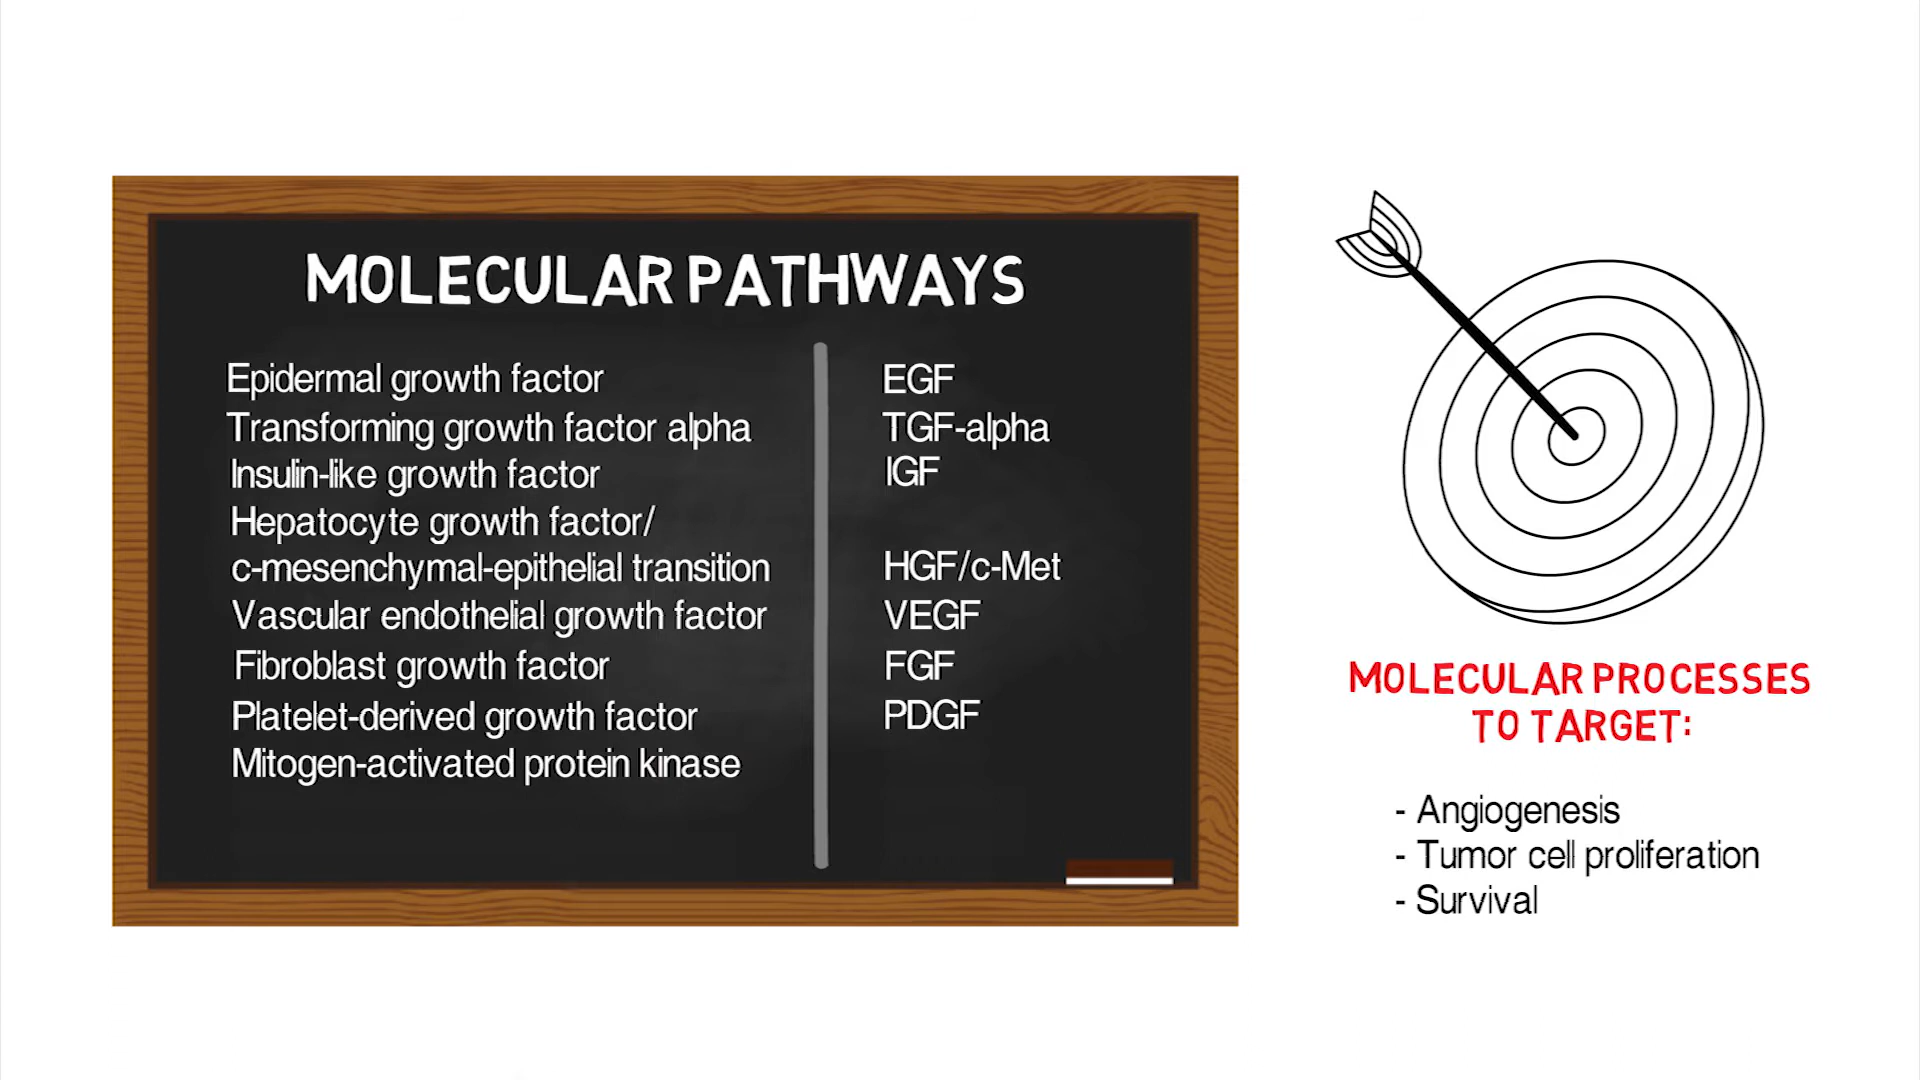 MOLECULAR PATHWAYS
Epidermal growth factor EGF
Transforming growth factor alpha TGF-alpha
Insulin-like growth factor IGF
Hepatocyte growth factor/
c-mesenchymal-epithelial transition HGF/c-Met
Vascular endothelial growth factor VEGF
Fibroblast growth factor FGF
Platelet-derived growth factor PDGF
Mitogen-activated protein kinase
MOLECULAR PROCESSES
TO TARGET:
- Angiogenesis
- Tumor cell proliferation
- Survival